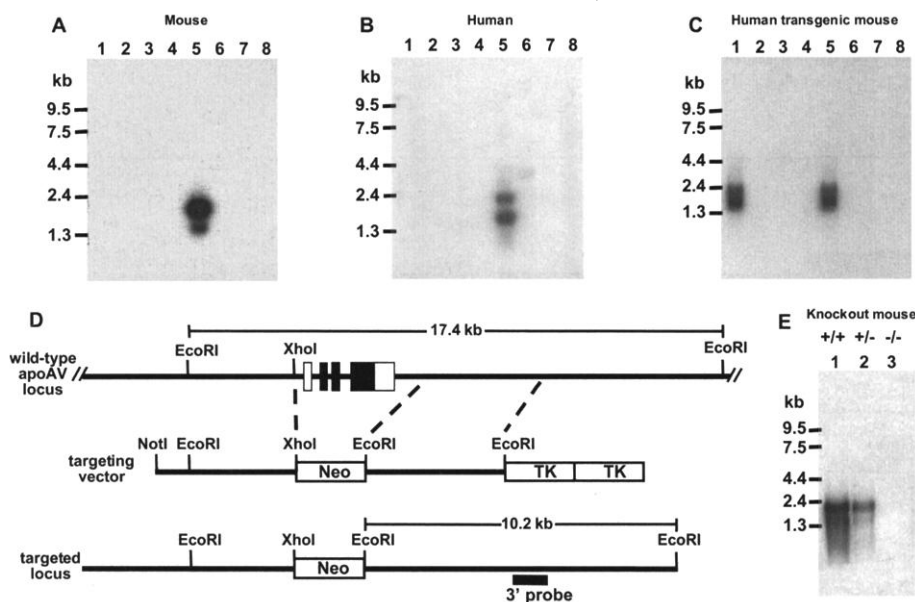 A Mouse
1 2 3 4 5 6 7 8
kb
9.5
7.5
4.4
2.4
1.3
B Human
1 2 3 4 5 6 7 8
kb
9.5
7.5
4.4
2.4
1.3
C Human transgenic mouse
1 2 3 4 5 6 7 8
kb
9.5
7.5
4.4
2.4
1.3
D
17.4 kb
EcoRI XhoI EcoRI
wild-type
apoAV
locus
NotI EcoRI XhoI EcoRI EcoRI
targeting
vector
Neo TK TK
10.2 kb
EcoRI XhoI EcoRI EcoRI
targeted
locus
Neo
3' probe
E Knockout mouse
+/+ +/- -/-
1 2 3
kb
9.5
7.5
4.4
2.4
1.3